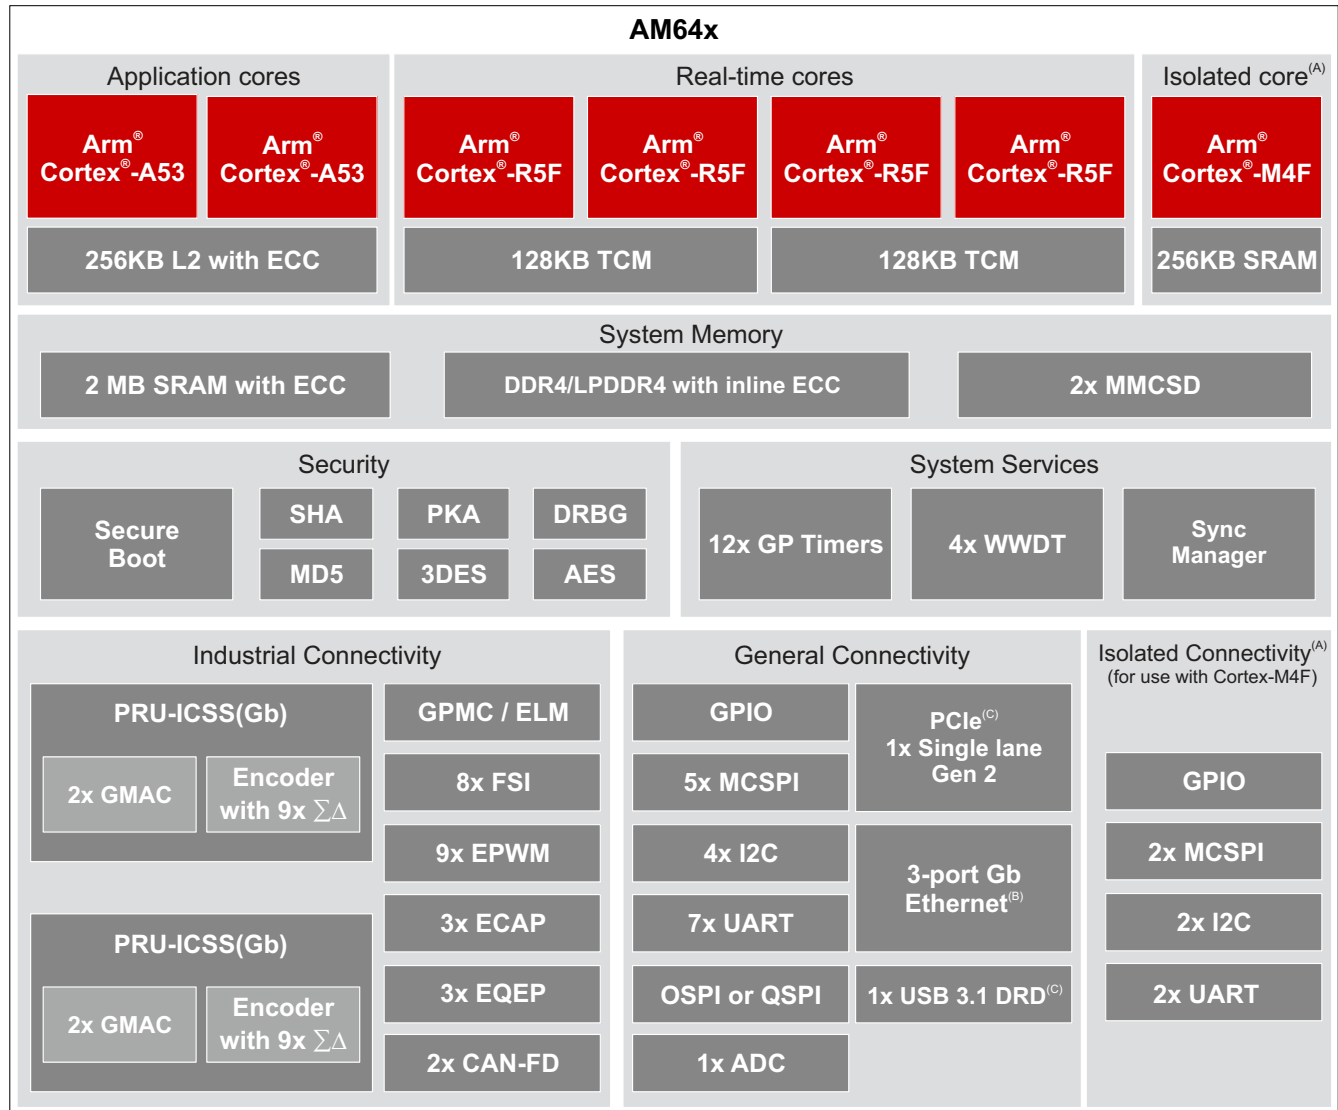 AM64x
Application cores
Arm®
Cortex®-A53
Arm®
Cortex®-A53
256KB L2 with ECC
Real-time cores
Arm®
Cortex®-R5F
Arm®
Cortex®-R5F
Arm®
Cortex®-R5F
Arm®
Cortex®-R5F
128KB TCM
128KB TCM
Isolated core(A)
Arm®
Cortex®-M4F
256KB SRAM
System Memory
2 MB SRAM with ECC
DDR4/LPDDR4 with inline ECC
2x MMCSD
Security
Secure
Boot
SHA
PKA
DRBG
MD5
3DES
AES
System Services
12x GP Timers
4x WWDT
Sync
Manager
Industrial Connectivity
PRU-ICSS(Gb)
2x GMAC
Encoder
with 9x ∑∆
PRU-ICSS(Gb)
2x GMAC
Encoder
with 9x ∑∆
GPMC / ELM
8x FSI
9x EPWM
3x ECAP
3x EQEP
2x CAN-FD
General Connectivity
GPIO
5x MCSPI
4x I2C
7x UART
OSPI or QSPI
1x ADC
PCIe(C)
1x Single lane
Gen 2
3-port Gb
Ethernet(B)
1x USB 3.1 DRD(C)
Isolated Connectivity(A)
(for use with Cortex-M4F)
GPIO
2x MCSPI
2x I2C
2x UART